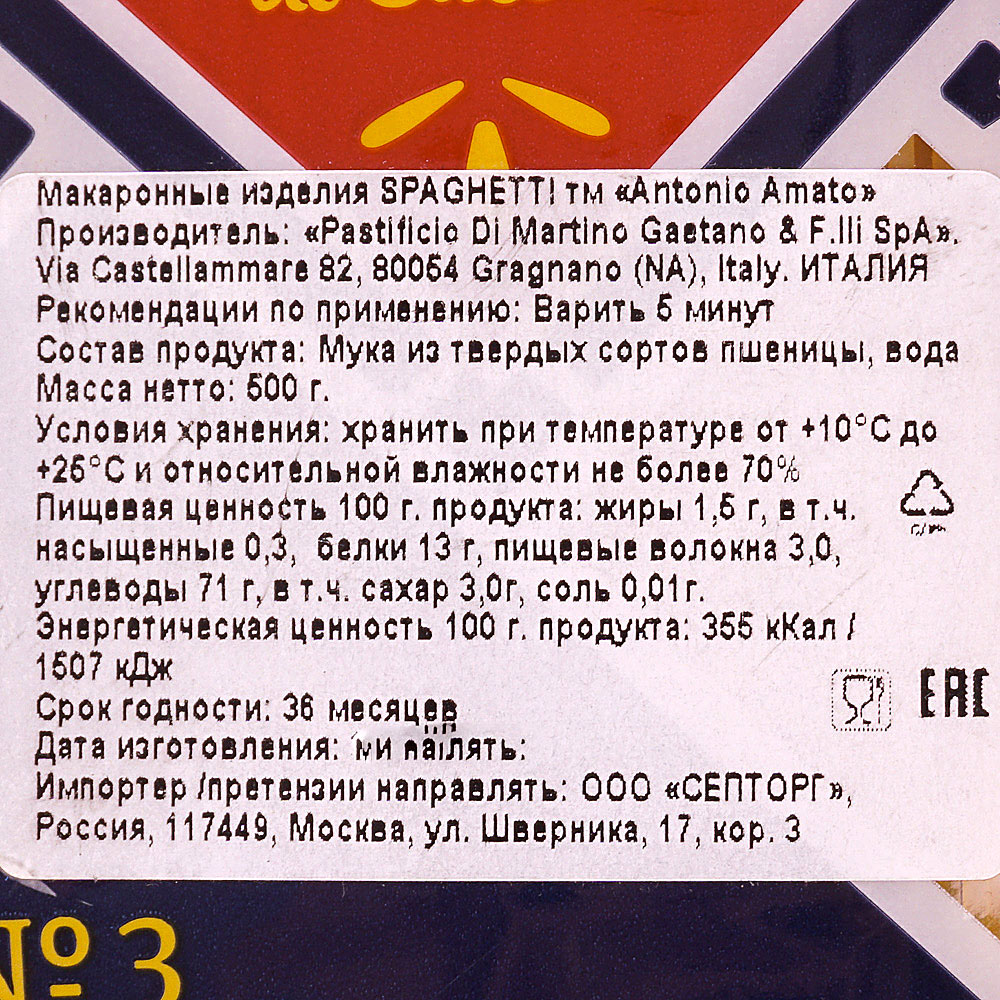 Макаронные изделия SPAGHETTI тм «Antonio Amato»
Производитель: «Pastificio Di Martino Gaetano & F.lli SpA».
Via Castellammare 82, 80054 Gragnano (NA), Italy. ИТАЛИЯ
Рекомендации по применению: Варить 5 минут
Состав продукта: Мука из твердых сортов пшеницы, вода
Масса нетто: 500 г.
Условия хранения: хранить при температуре от +10°C до
+25°C и относительной влажности не более 70%
Пищевая ценность 100 г. продукта: жиры 1,5 г, в т.ч.
насыщенные 0,3, белки 13 г, пищевые волокна 3,0,
углеводы 71 г, в т.ч. сахар 3,0г, соль 0,01г.
Энергетическая ценность 100 г. продукта: 355 кКал /
1507 кДж
Срок годности: 36 месяцев
Дата изготовления:
Импортер /претензии направлять: ООО «СЕПТОРГ»,
Россия, 117449, Москва, ул. Шверника, 17, кор. 3
EAC
№ 3